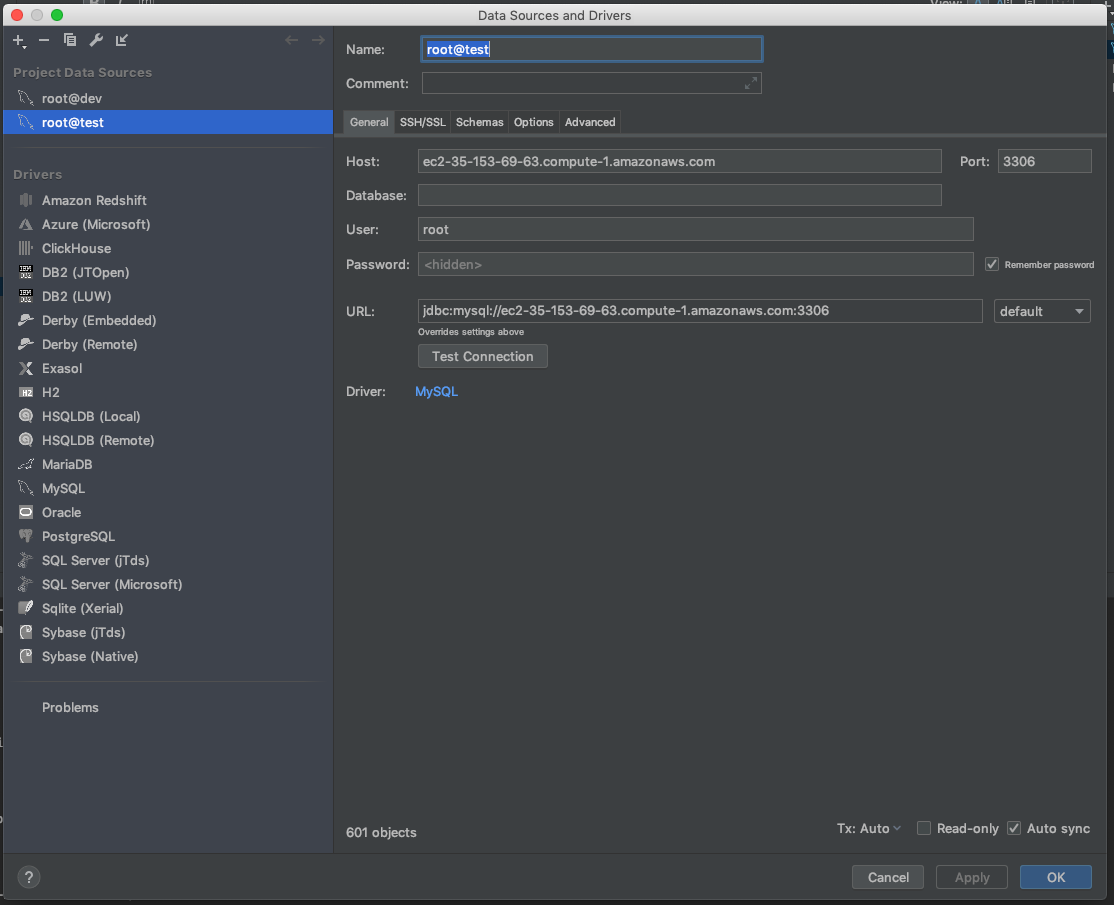 Data Sources and Drivers
Project Data Sources
root@dev
root@test
Drivers
Amazon Redshift
Azure (Microsoft)
ClickHouse
DB2 (JTOpen)
DB2 (LUW)
Derby (Embedded)
Derby (Remote)
Exasol
H2
HSQLDB (Local)
HSQLDB (Remote)
MariaDB
MySQL
Oracle
PostgreSQL
SQL Server (jTds)
SQL Server (Microsoft)
Sqlite (Xerial)
Sybase (jTds)
Sybase (Native)
Problems
Name: root@test
Comment:
General SSH/SSL Schemas Options Advanced
Host: ec2-35-153-69-63.compute-1.amazonaws.com Port: 3306
Database:
User: root
Password: <hidden> Remember password
URL: jdbc:mysql://ec2-35-153-69-63.compute-1.amazonaws.com:3306 default
Overrides settings above
Test Connection
Driver: MySQL
601 objects Tx: Auto Read-only Auto sync
? Cancel Apply OK